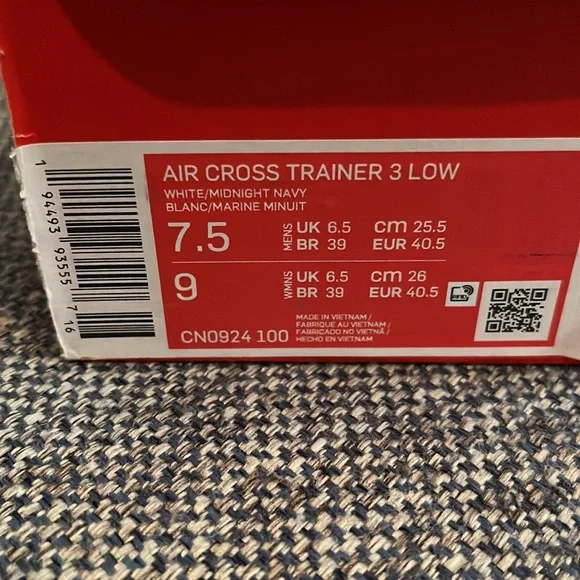 AIR CROSS TRAINER 3 LOW
WHITE/MIDNIGHT NAVY
BLANC/MARINE MINUIT
7.5 MENS UK 6.5 CM 25.5
BR 39 EUR 40.5
9 WMNS UK 6.5 CM 26
BR 39 EUR 40.5
CN0924 100
MADE IN VIETNAM /
FABRIQUE AU VIETNAM /
FABRICADO NO VIETNÃ /
HECHO EN VIETNAM
1 94493 93555 7 16